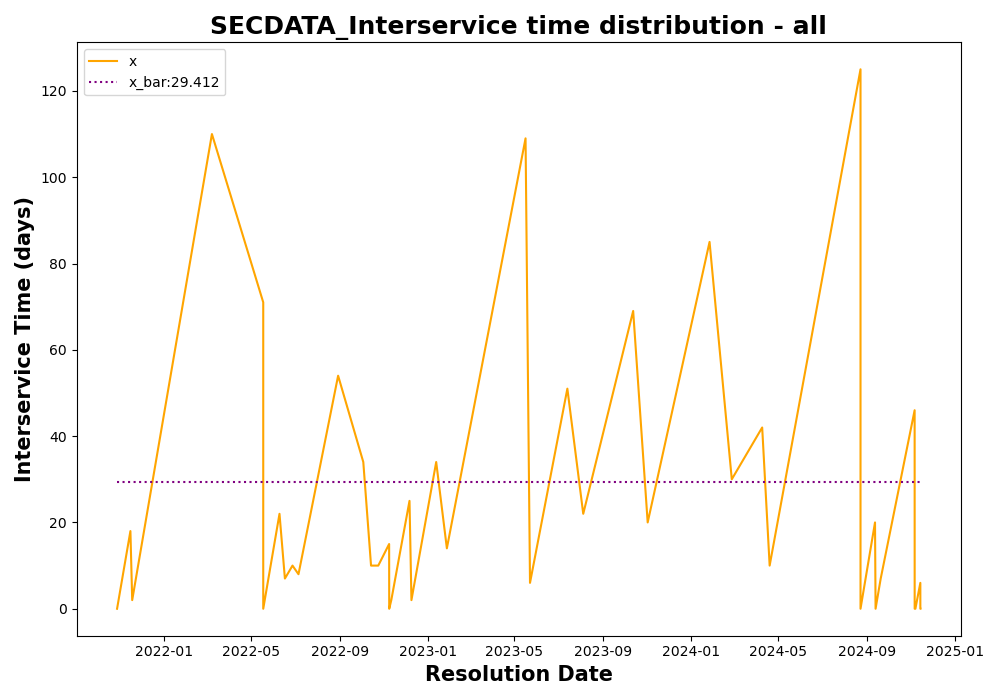 SECDATA_Interservice time distribution - all
x
x_bar:29.412
Interservice Time (days)
120
100
80
60
40
20
0
2022-01 2022-05 2022-09 2023-01 2023-05 2023-09 2024-01 2024-05 2024-09 2025-01
Resolution Date